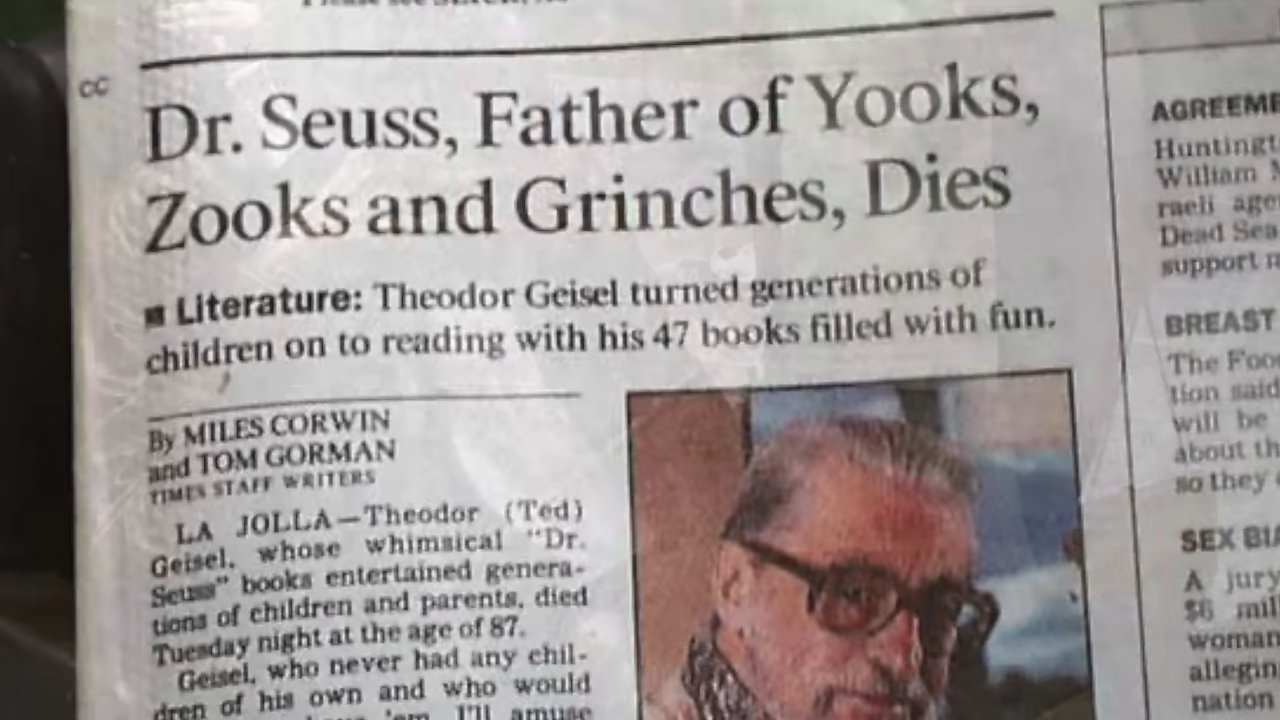 cc
Dr. Seuss, Father of Yooks,
Zooks and Grinches, Dies
Literature: Theodor Geisel turned generations of
children on to reading with his 47 books filled with fun.
By MILES CORWIN
and TOM GORMAN
TIMES STAFF WRITERS
LA JOLLA—Theodor (Ted)
Geisel, whose whimsical "Dr.
Seuss" books entertained genera-
tions of children and parents, died
Tuesday night at the age of 87.
Geisel, who never had any chil-
dren of his own and who would
'em, I'll amuse
AGREEME
Huntingt
William
raeli age
Dead Sea
support
BREAST
The Foo
tion said
will be
about th
so they
SEX BIA
A jury
$6 mil
woman
allegin
nation